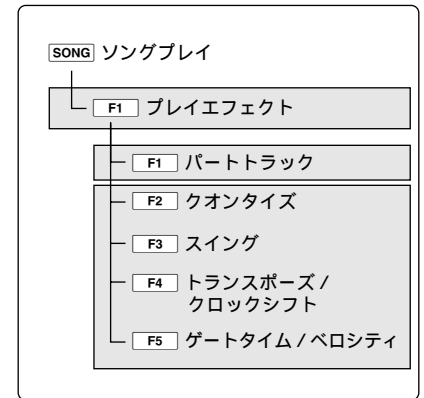 SONG ソングプレイ
F1 プレイエフェクト
F1 パートトラック
F2 クオンタイズ
F3 スイング
F4 トランスポーズ /
クロックシフト
F5 ゲートタイム / ベロシティ